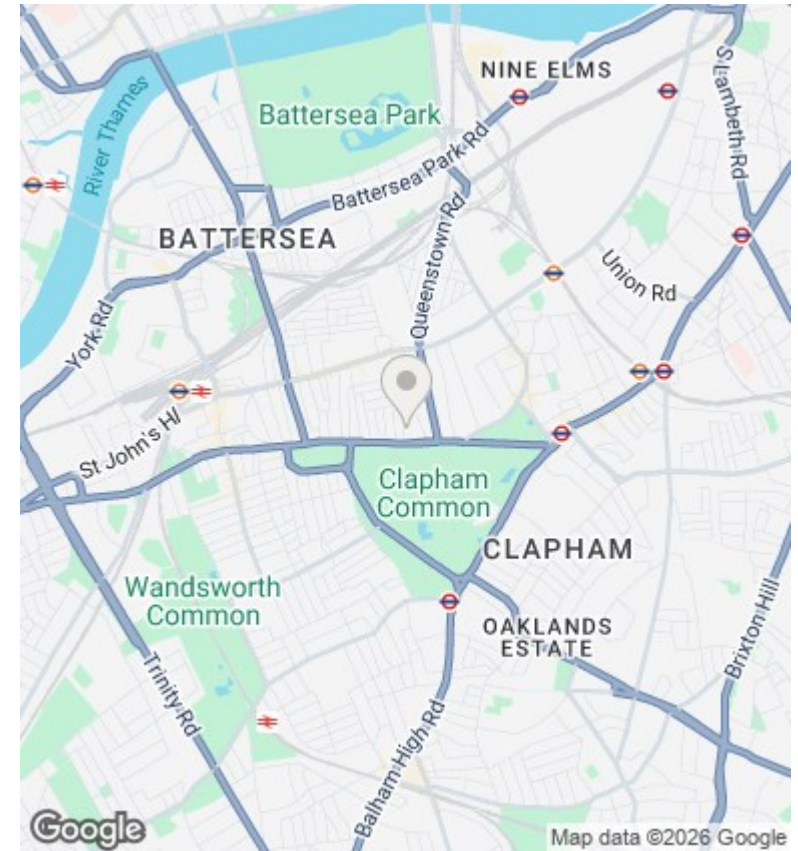 NINE ELMS
S Lambeth Rd
River Thames
Battersea Park
Battersea Park Rd
BATTERSEA
Queenstown Rd
Union Rd
York Rd
St John's Hl
Clapham
Common
CLAPHAM
Wandsworth
Common
OAKLANDS
ESTATE
Brixton Hill
Trinity Rd
Balham High Rd
Google
Map data ©2026 Google